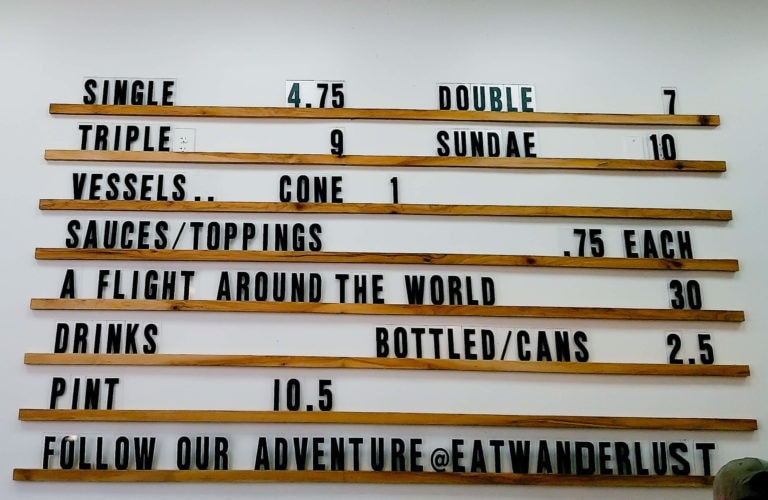 SINGLE 4.75 DOUBLE 7
TRIPLE 9 SUNDAE 10
VESSELS.. CONE 1
SAUCES/TOPPINGS .75 EACH
A FLIGHT AROUND THE WORLD 30
DRINKS BOTTLED/CANS 2.5
PINT 10.5
FOLLOW OUR ADVENTURE@EATWANDERLUST